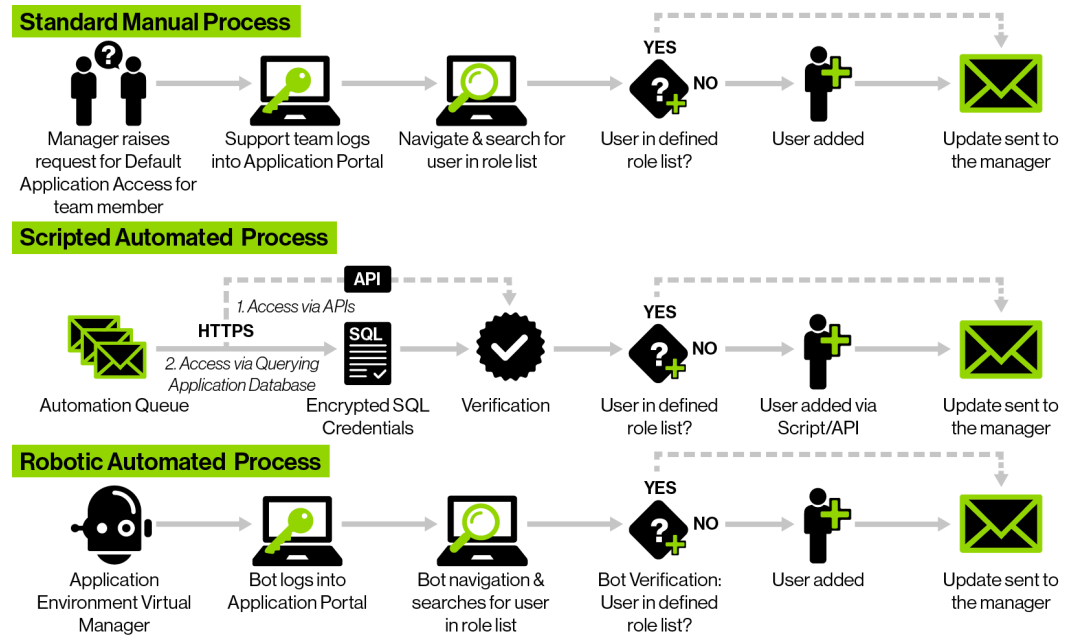 Standard Manual Process
?
YES
?
NO
Manager raises
request for Default
Application Access for
team member
Support team logs
into Application Portal
Navigate & search for
user in role list
User in defined
role list?
User added
Update sent to
the manager
Scripted Automated Process
API
1. Access via APIs
HTTPS
SQL
2. Access via Querying
Application Database
YES
?
NO
Automation Queue
Encrypted SQL
Credentials
Verification
User in defined
role list?
User added via
Script/API
Update sent to
the manager
Robotic Automated Process
YES
?
NO
Application
Environment Virtual
Manager
Bot logs into
Application Portal
Bot navigation &
searches for user
in role list
Bot Verification:
User in defined
role list?
User added
Update sent to
the manager